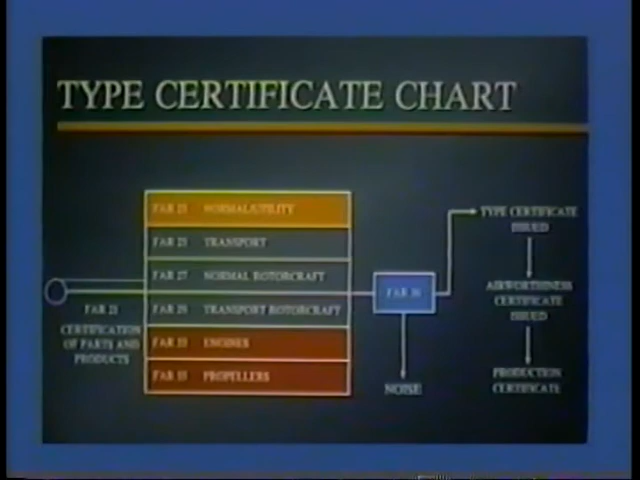 TYPE CERTIFICATE CHART
FAR 23 NORMAL/UTILITY
FAR 25 TRANSPORT
FAR 27 NORMAL ROTORCRAFT
FAR 29 TRANSPORT ROTORCRAFT
FAR 33 ENGINES
FAR 35 PROPELLERS
FAR 21
CERTIFICATION
OF PARTS AND
PRODUCTS
FAR 36
NOISE
TYPE CERTIFICATE
ISSUED
AIRWORTHINESS
CERTIFICATE
ISSUED
PRODUCTION
CERTIFICATE